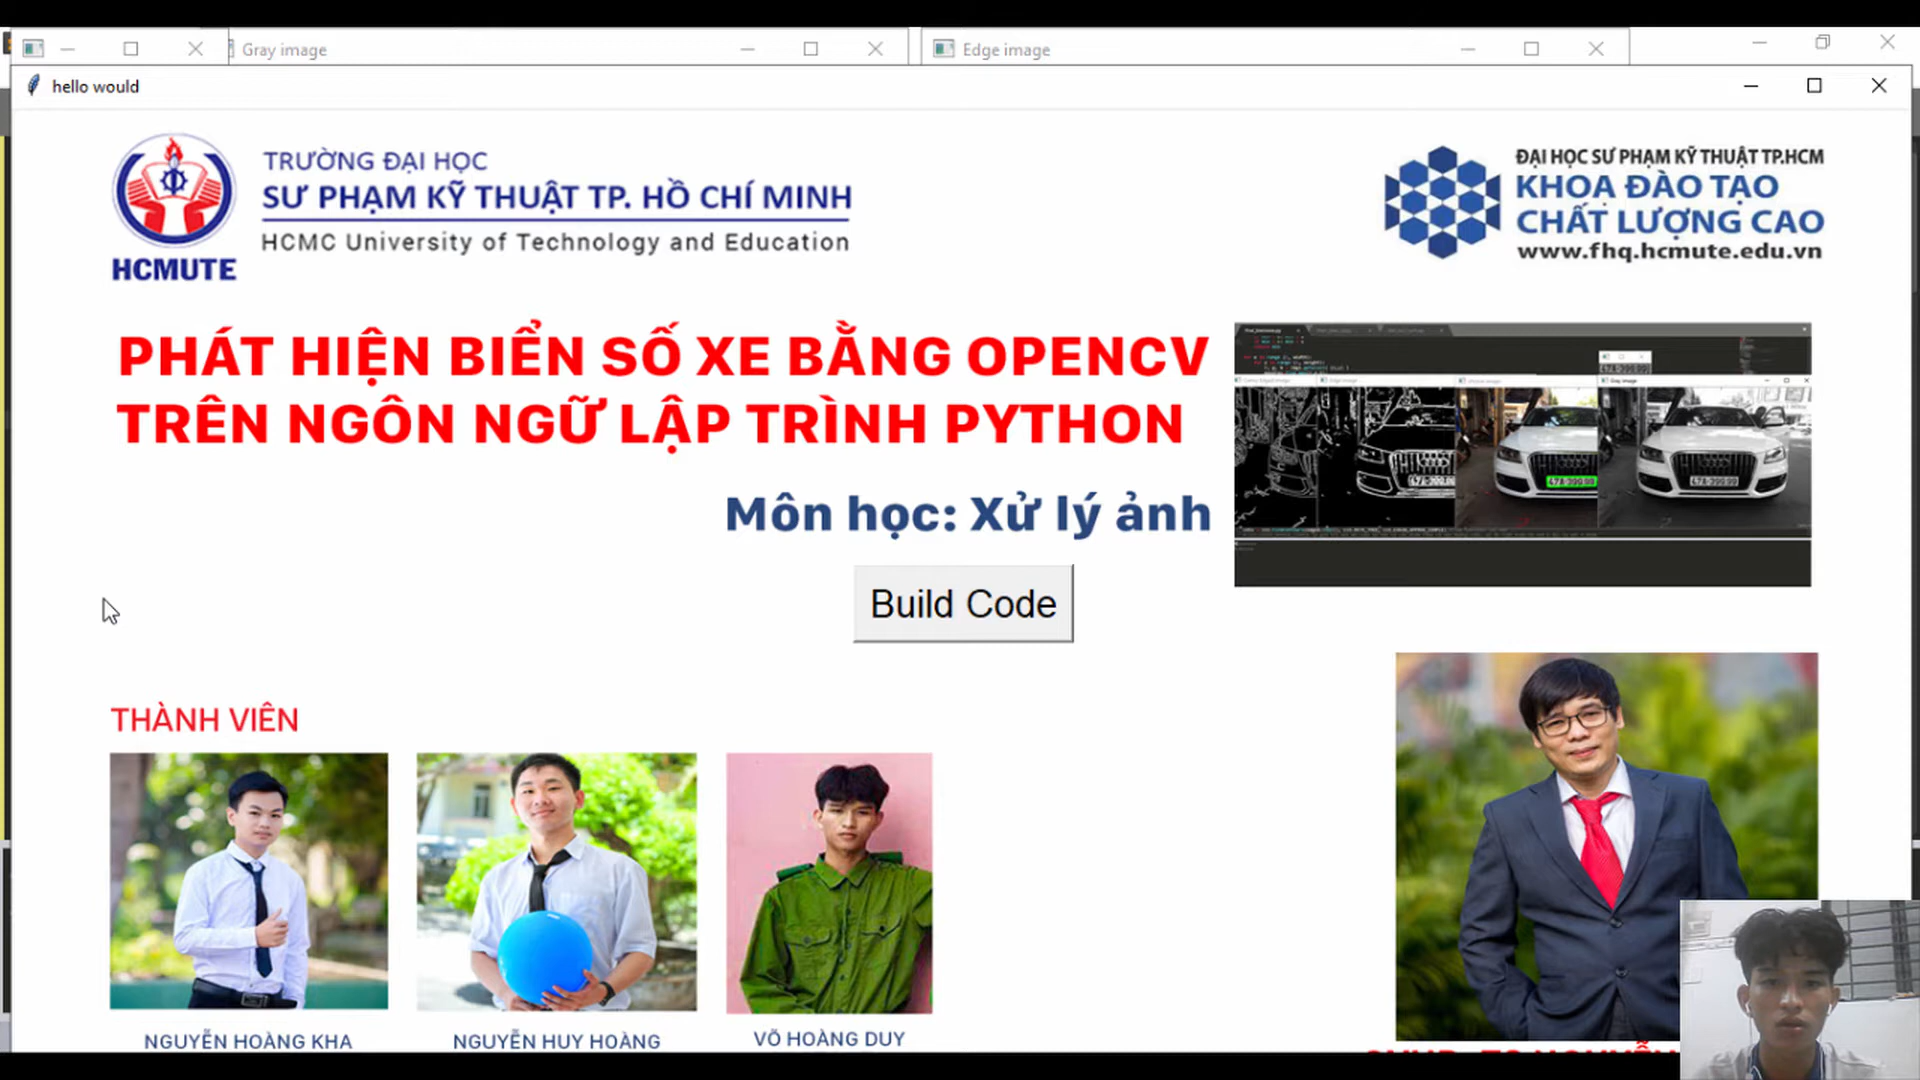 Gray image
Edge image
hello would
TRƯỜNG ĐẠI HỌC
SƯ PHẠM KỸ THUẬT TP. HỒ CHÍ MINH
HCMC University of Technology and Education
HCMUTE
ĐẠI HỌC SƯ PHẠM KỸ THUẬT TP.HCM
KHOA ĐÀO TẠO
CHẤT LƯỢNG CAO
www.fhq.hcmute.edu.vn
PHÁT HIỆN BIỂN SỐ XE BẰNG OPENCV
TRÊN NGÔN NGỮ LẬP TRÌNH PYTHON
Môn học: Xử lý ảnh
Build Code
THÀNH VIÊN
NGUYỄN HOÀNG KHA
NGUYỄN HUY HOÀNG
VÕ HOÀNG DUY